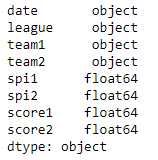 date object
league object
team1 object
team2 object
spi1 float64
spi2 float64
score1 float64
score2 float64
dtype: object